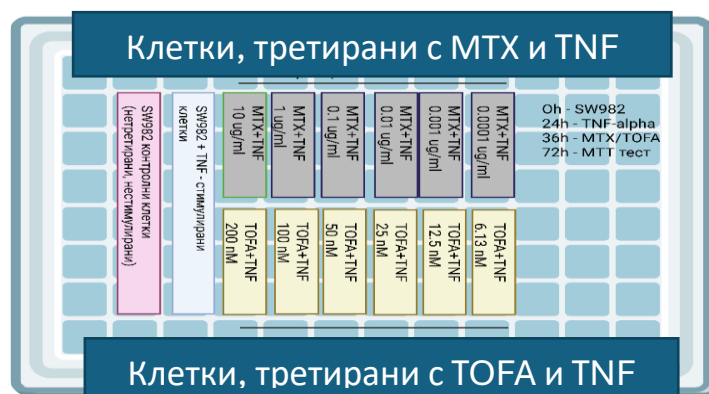 Клетки, третирани с MTX и TNF
SW982 контролни клетки
(нетретирани, нестимулирани)
SW982 + TNF - стимулирани
клетки
MTX+TNF
10 ug/ml
MTX+TNF
1 ug/ml
MTX+TNF
0.1 ug/ml
MTX+TNF
0.01 ug/ml
MTX+TNF
0.001 ug/ml
MTX+TNF
0.0001 ug/ml
Oh - SW982
24h - TNF-alpha
36h - MTX/TOFA
72h - MTT тест
TOFA+TNF
200 nM
TOFA+TNF
100 nM
TOFA+TNF
50 nM
TOFA+TNF
25 nM
TOFA+TNF
12.5 nM
TOFA+TNF
6.13 nM
Клетки, третирани с TOFA и TNF